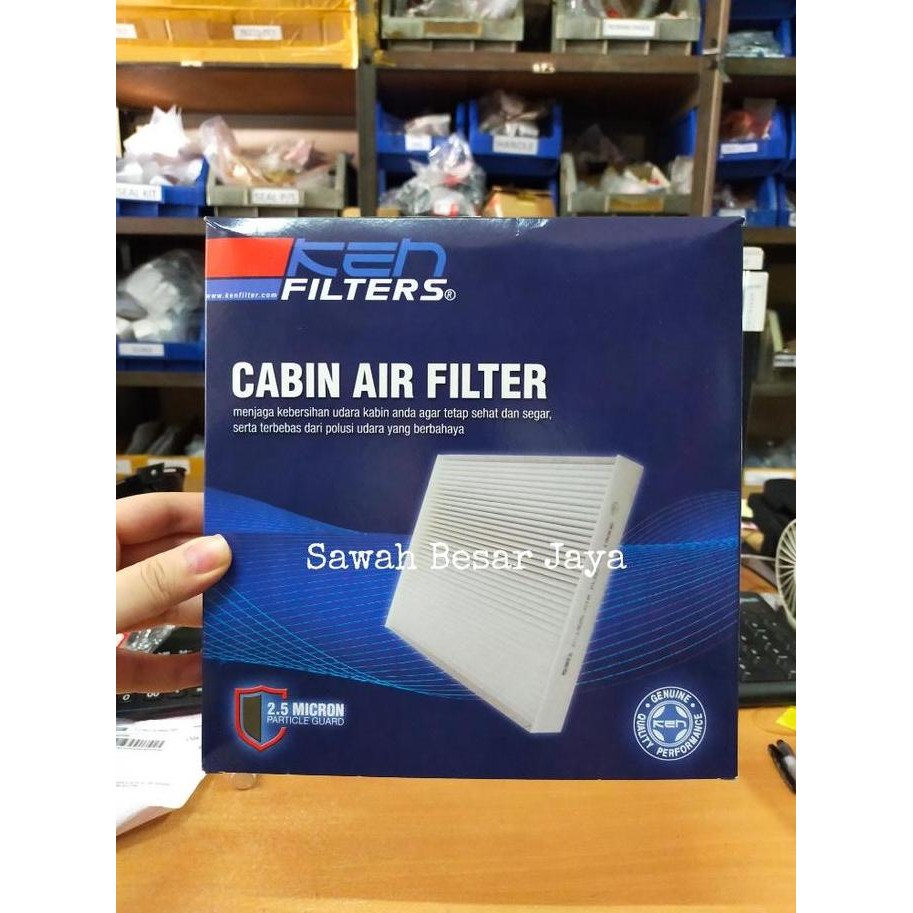 HANDLE
SEAL KIT
SEAL PTS
KEN
FILTERS®
www.kenfilter.com
CABIN AIR FILTER
menjaga kebersihan udara kabin anda agar tetap sehat dan segar,
serta terbebas dari polusi udara yang berbahaya
Sawah Besar Jaya
2.5 MICRON
PARTICLE GUARD
GENUINE
KEN
QUALITY PERFORMANCE